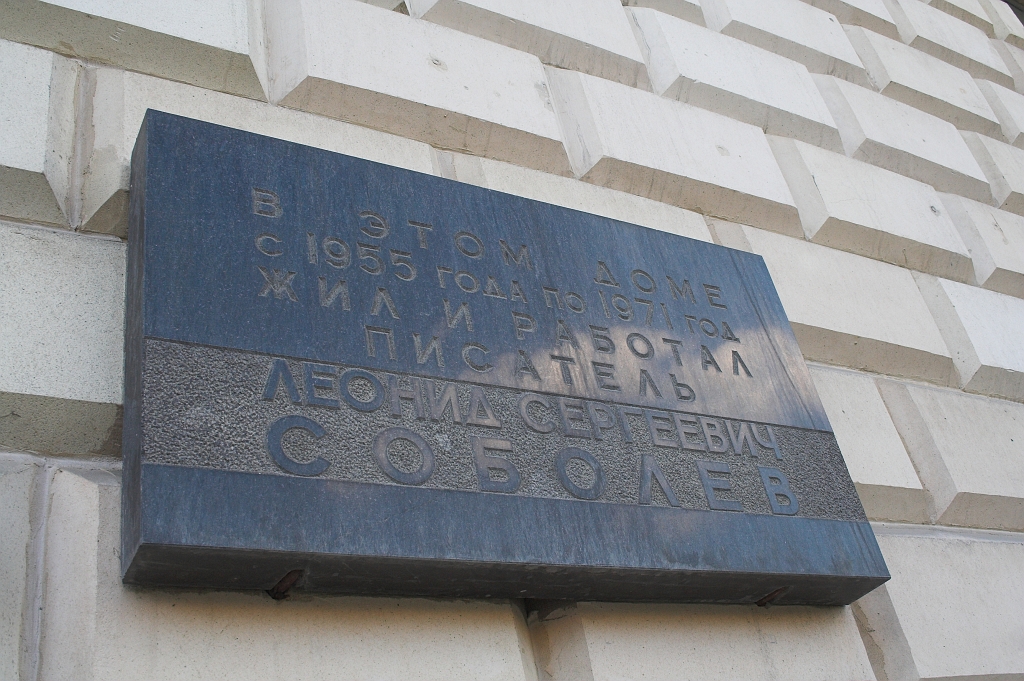 В ЭТОМ ДОМЕ
С 1955 ГОДА ПО 1971 ГОД
ЖИЛ И РАБОТАЛ
ПИСАТЕЛЬ
ЛЕОНИД СЕРГЕЕВИЧ
СОБОЛЕВ